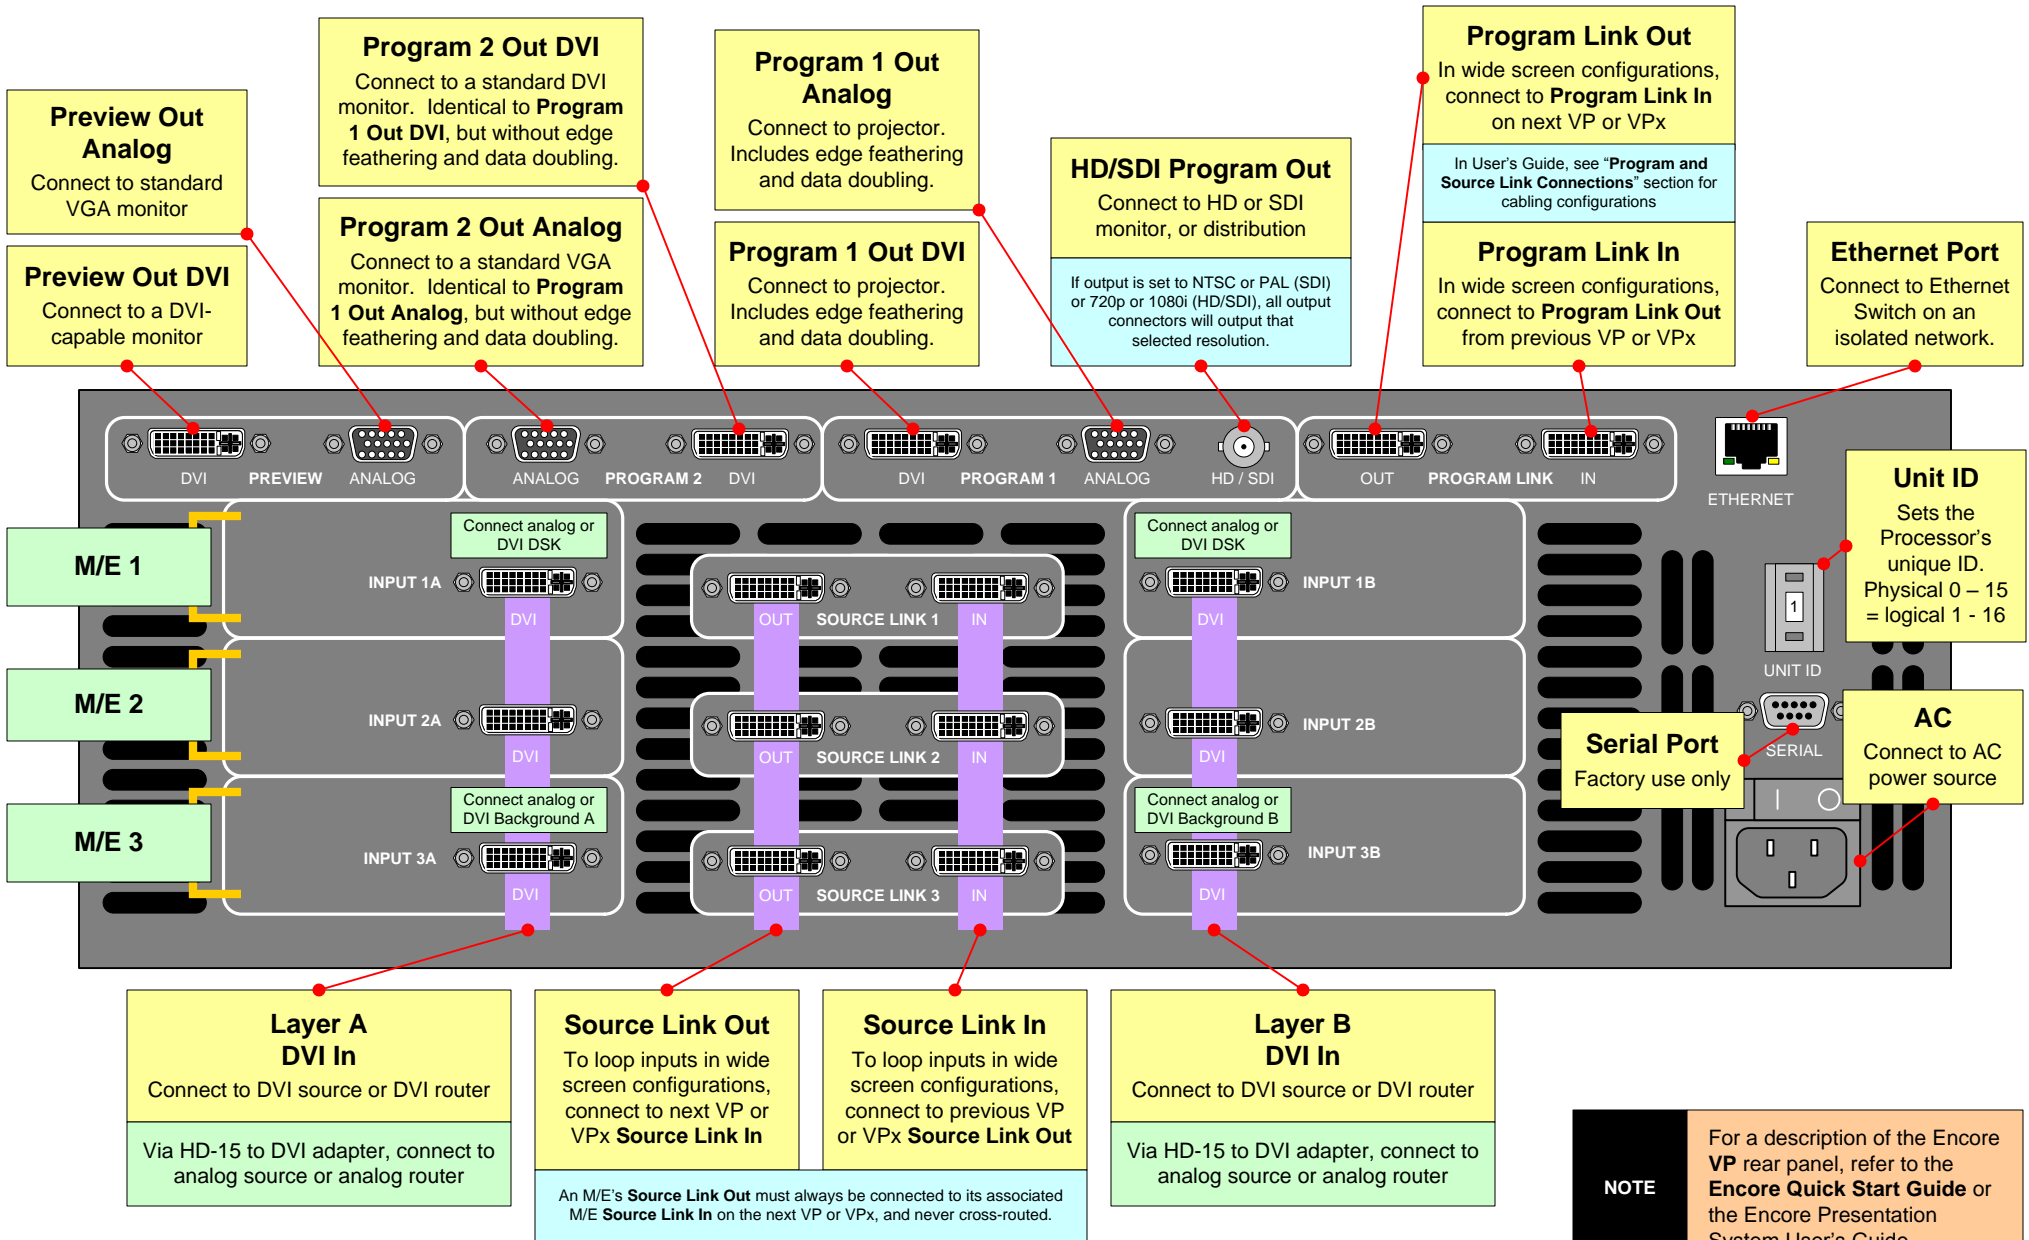 Preview Out
Analog
Connect to standard
VGA monitor
Preview Out DVI
Connect to a DVI-
capable monitor
Program 2 Out DVI
Connect to a standard DVI
monitor.  Identical to Program
1 Out DVI, but without edge
feathering and data doubling.
Program 2 Out Analog
Connect to a standard VGA
monitor.  Identical to Program
1 Out Analog, but without edge
feathering and data doubling.
Program 1 Out
Analog
Connect to projector.
Includes edge feathering
and data doubling.
Program 1 Out DVI
Connect to projector.
Includes edge feathering
and data doubling.
HD/SDI Program Out
Connect to HD or SDI
monitor, or distribution
If output is set to NTSC or PAL (SDI)
or 720p or 1080i (HD/SDI), all output
connectors will output that
selected resolution.
Program Link Out
In wide screen configurations,
connect to Program Link In
on next VP or VPx
In User's Guide, see “Program and
Source Link Connections” section for
cabling configurations
Program Link In
In wide screen configurations,
connect to Program Link Out
from previous VP or VPx
Ethernet Port
Connect to Ethernet
Switch on an
isolated network.
DVI PREVIEW ANALOG
ANALOG PROGRAM 2 DVI
DVI PROGRAM 1 ANALOG HD / SDI
OUT PROGRAM LINK IN
ETHERNET
Unit ID
Sets the
Processor's
unique ID.
Physical 0 – 15
= logical 1 - 16
1
UNIT ID
M/E 1
Connect analog or
DVI DSK
INPUT 1A
DVI
OUT SOURCE LINK 1 IN
Connect analog or
DVI DSK
INPUT 1B
DVI
M/E 2
INPUT 2A
DVI
OUT SOURCE LINK 2 IN
INPUT 2B
DVI
Serial Port
Factory use only
SERIAL
AC
Connect to AC
power source
M/E 3
Connect analog or
DVI Background A
INPUT 3A
DVI
OUT SOURCE LINK 3 IN
Connect analog or
DVI Background B
INPUT 3B
DVI
Layer A
DVI In
Connect to DVI source or DVI router
Via HD-15 to DVI adapter, connect to
analog source or analog router
Source Link Out
To loop inputs in wide
screen configurations,
connect to next VP or
VPx Source Link In
Source Link In
To loop inputs in wide
screen configurations,
connect to previous VP
or VPx Source Link Out
An M/E's Source Link Out must always be connected to its associated
M/E Source Link In on the next VP or VPx, and never cross-routed.
Layer B
DVI In
Connect to DVI source or DVI router
Via HD-15 to DVI adapter, connect to
analog source or analog router
NOTE
For a description of the Encore
VP rear panel, refer to the
Encore Quick Start Guide or
the Encore Presentation
System User's Guide